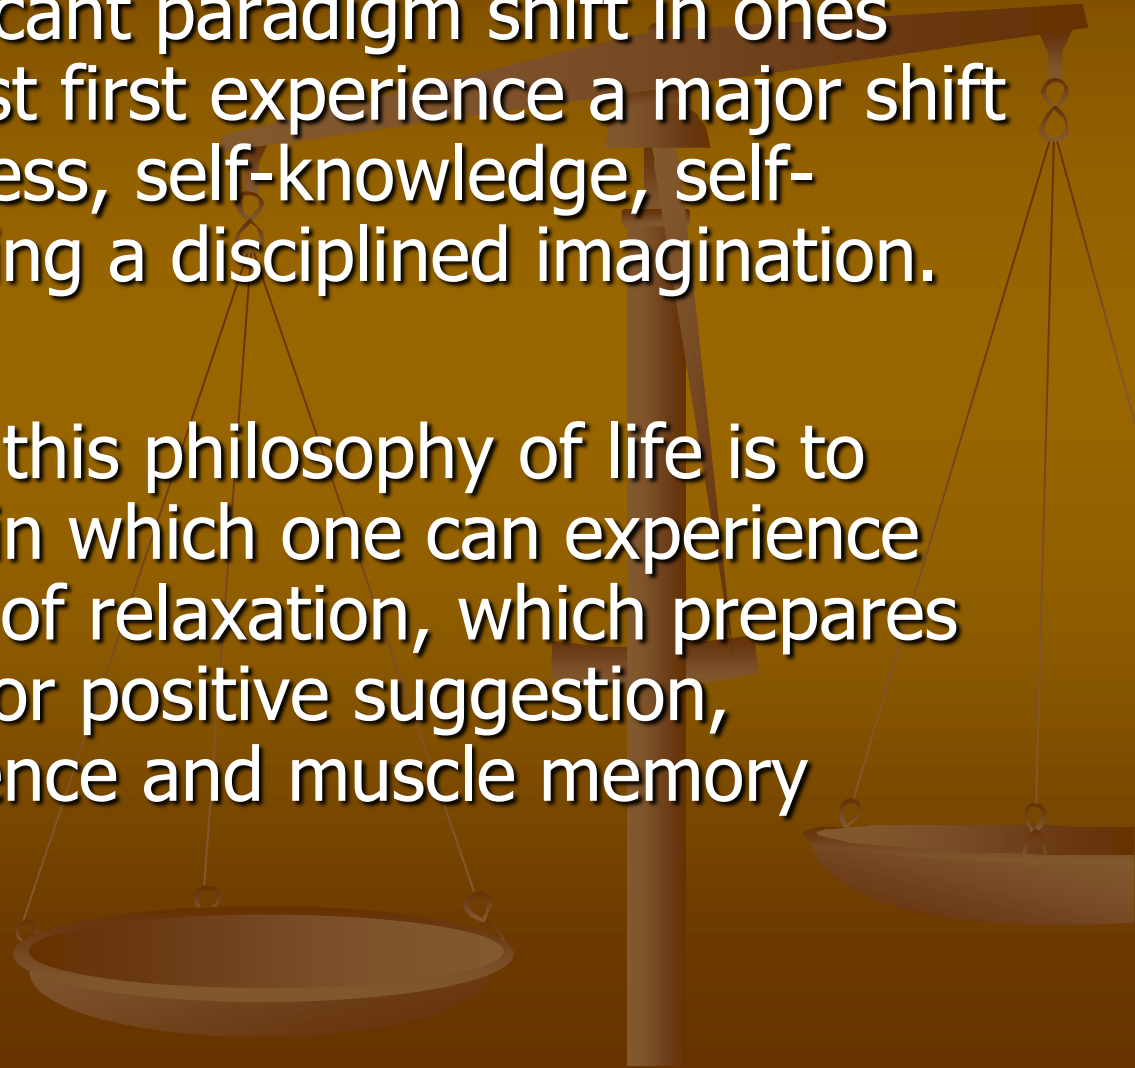 cant paradigm shift in ones
st first experience a major shift
ess, self-knowledge, self-
ing a disciplined imagination.
this philosophy of life is to
in which one can experience
of relaxation, which prepares
or positive suggestion,
ence and muscle memory